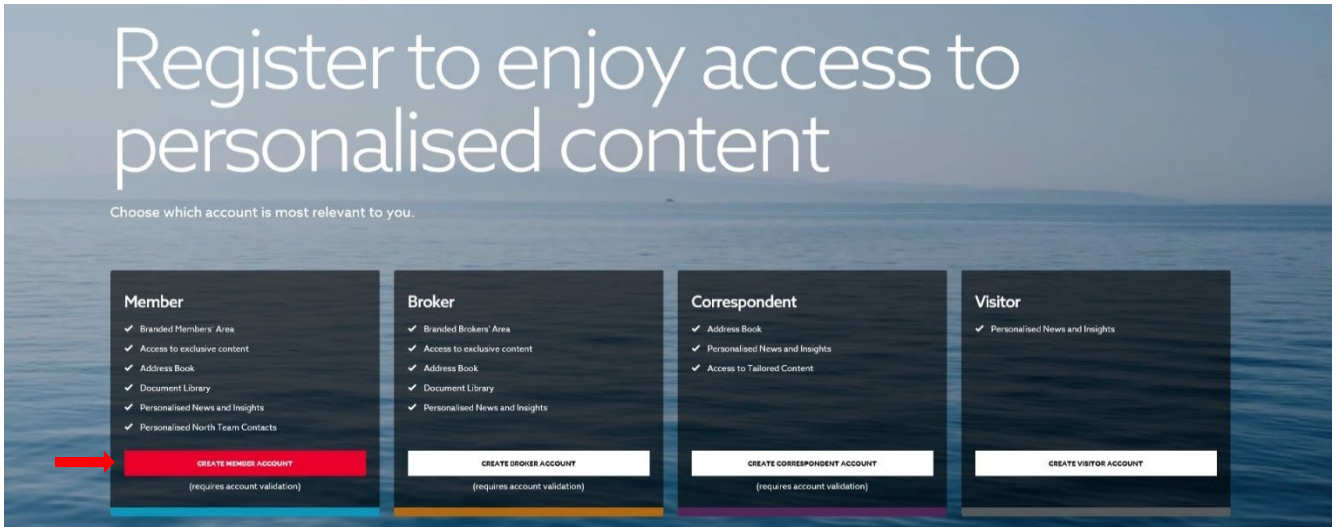 Register to enjoy access to
personalised content
Choose which account is most relevant to you.
Member
Branded Members' Area
Access to exclusive content
Address Book
Document Library
Personalised News and Insights
Personalised North Team Contacts
CREATE MEMBER ACCOUNT
(requires account validation)
Broker
Branded Brokers' Area
Access to exclusive content
Address Book
Document Library
Personalised News and Insights
CREATE BROKER ACCOUNT
(requires account validation)
Correspondent
Address Book
Personalised News and Insights
Access to Tailored Content
CREATE CORRESPONDENT ACCOUNT
(requires account validation)
Visitor
Personalised News and Insights
CREATE VISITOR ACCOUNT